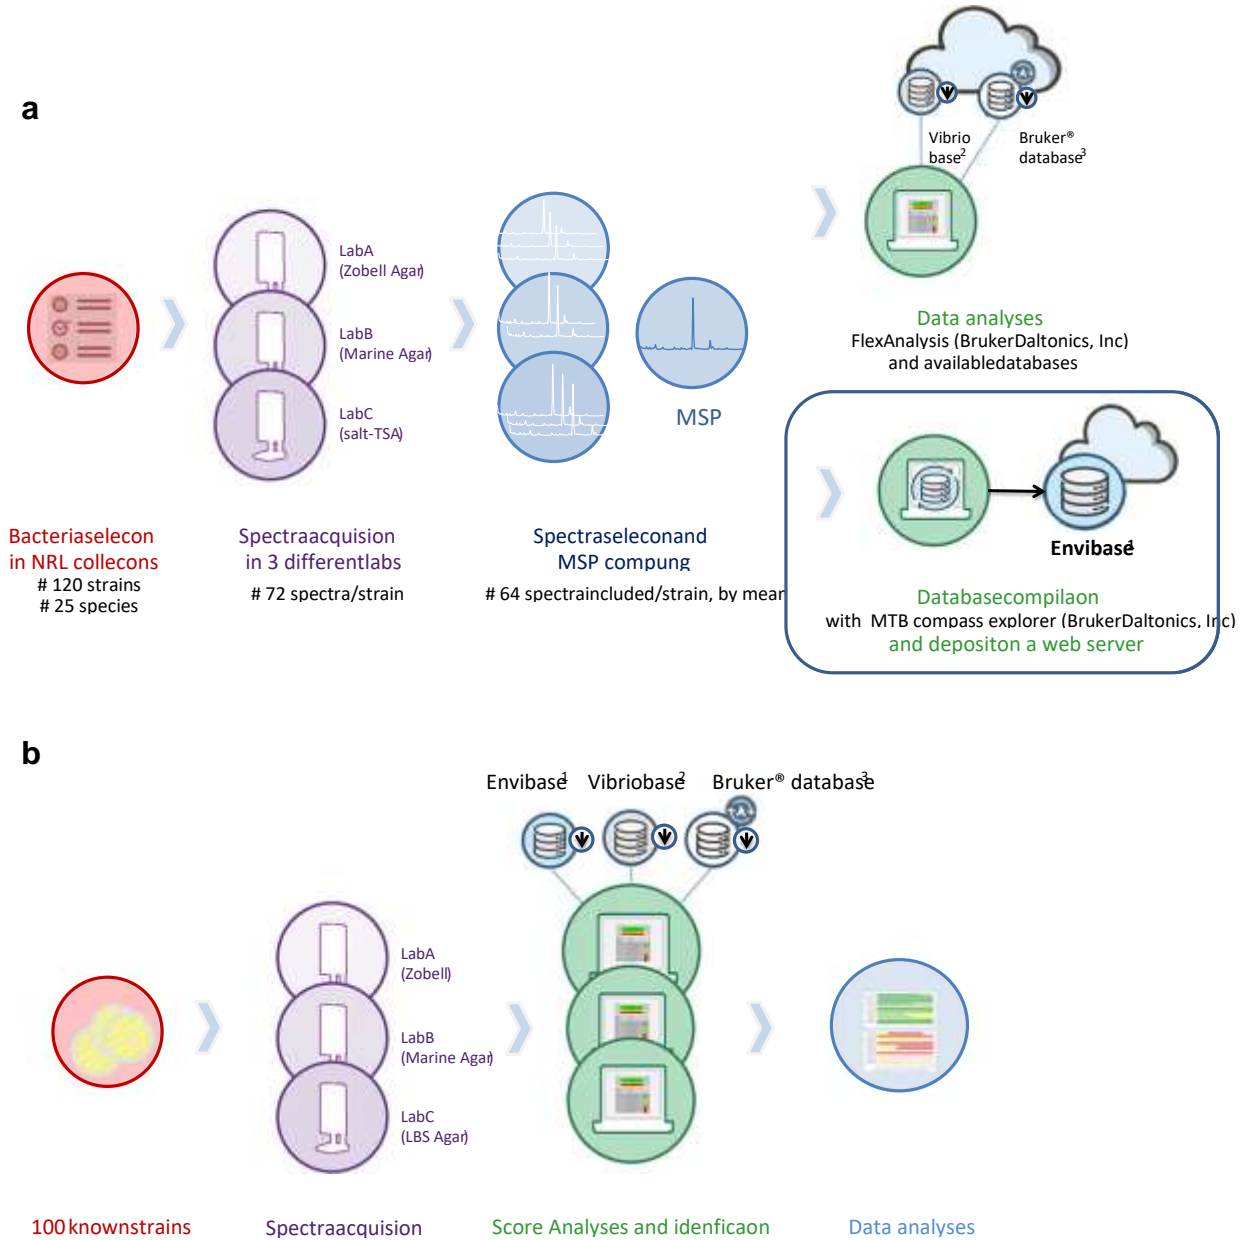 a
Vibrio
base2
Bruker®
database3
LabA
(Zobell Agar)
LabB
(Marine Agar)
LabC
(salt-TSA)
MSP
Data analyses
FlexAnalysis (BrukerDaltonics, Inc)
and availabledatabases
Bacteriaselecon
in NRL collecons
# 120 strains
# 25 species
Spectraacquision
in 3 differentlabs
# 72 spectra/strain
Spectraseleconand
MSP compung
# 64 spectraincluded/strain, by mean
Envibase1
Databasecompilaon
with MTB compass explorer (BrukerDaltonics, Inc)
and depositon a web server
b
Envibase1 Vibriobase2 Bruker® database3
LabA
(Zobell)
LabB
(Marine Agar)
LabC
(LBS Agar)
100 knownstrains
Spectraacquision
Score Analyses and idenficaon
Data analyses